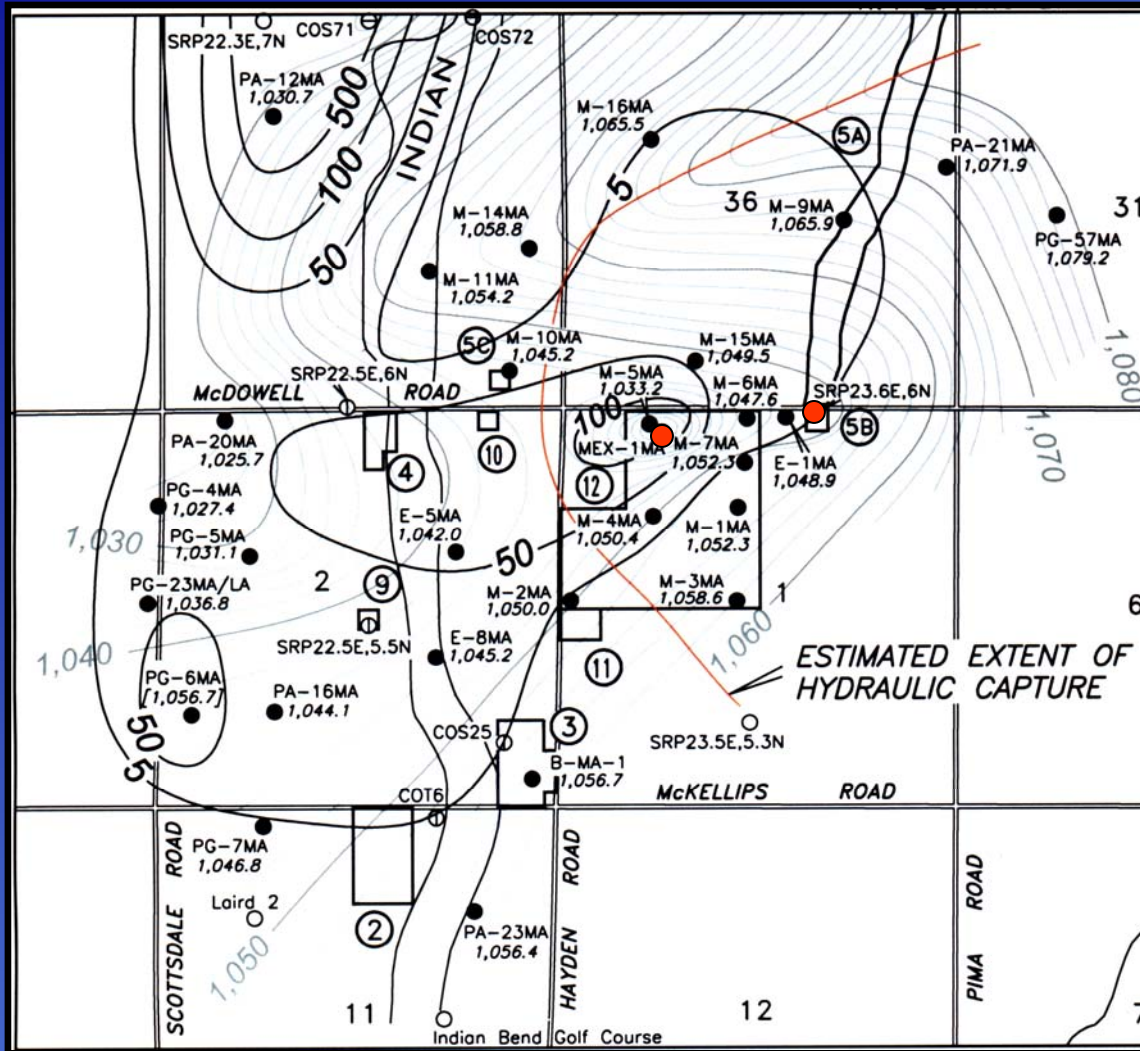 SRP22.3E,7N
COS71
COS72
PA-12MA
1,030.7
500
100
50
INDIAN
M-16MA
1,065.5
5A
PA-21MA
1,071.9
5
36
31
M-14MA
1,058.8
M-9MA
1,065.9
PG-57MA
1,079.2
M-11MA
1,054.2
5C
M-10MA
1,045.2
M-15MA
1,049.5
1,080
SRP22.5E,6N
M-5MA
1,033.2
M-6MA
1,047.6
SRP23.6E,6N
McDOWELL ROAD
PA-20MA
1,025.7
4
10
100
MEX-1MA
M-7MA
1,052.3
E-1MA
1,048.9
5B
1,070
12
PG-4MA
1,027.4
1,030
PG-5MA
1,031.1
E-5MA
1,042.0
M-4MA
1,050.4
M-1MA
1,052.3
50
PG-23MA/LA
1,036.8
2
9
M-2MA
1,050.0
M-3MA
1,058.6
1
6
SRP22.5E,5.5N
E-8MA
1,045.2
11
1,060
1,040
ESTIMATED EXTENT OF
HYDRAULIC CAPTURE
PG-6MA
[1,056.7]
PA-16MA
1,044.1
50
5
COS25
3
SRP23.5E,5.3N
B-MA-1
1,056.7
McKELLIPS ROAD
COT6
PG-7MA
1,046.8
SCOTTSDALE ROAD
HAYDEN ROAD
PIMA ROAD
Laird 2
2
PA-23MA
1,056.4
1,050
11
12
7
Indian Bend Golf Course